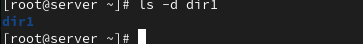 [root@server ~]# ls -d dir1
dir1
[root@server ~]#